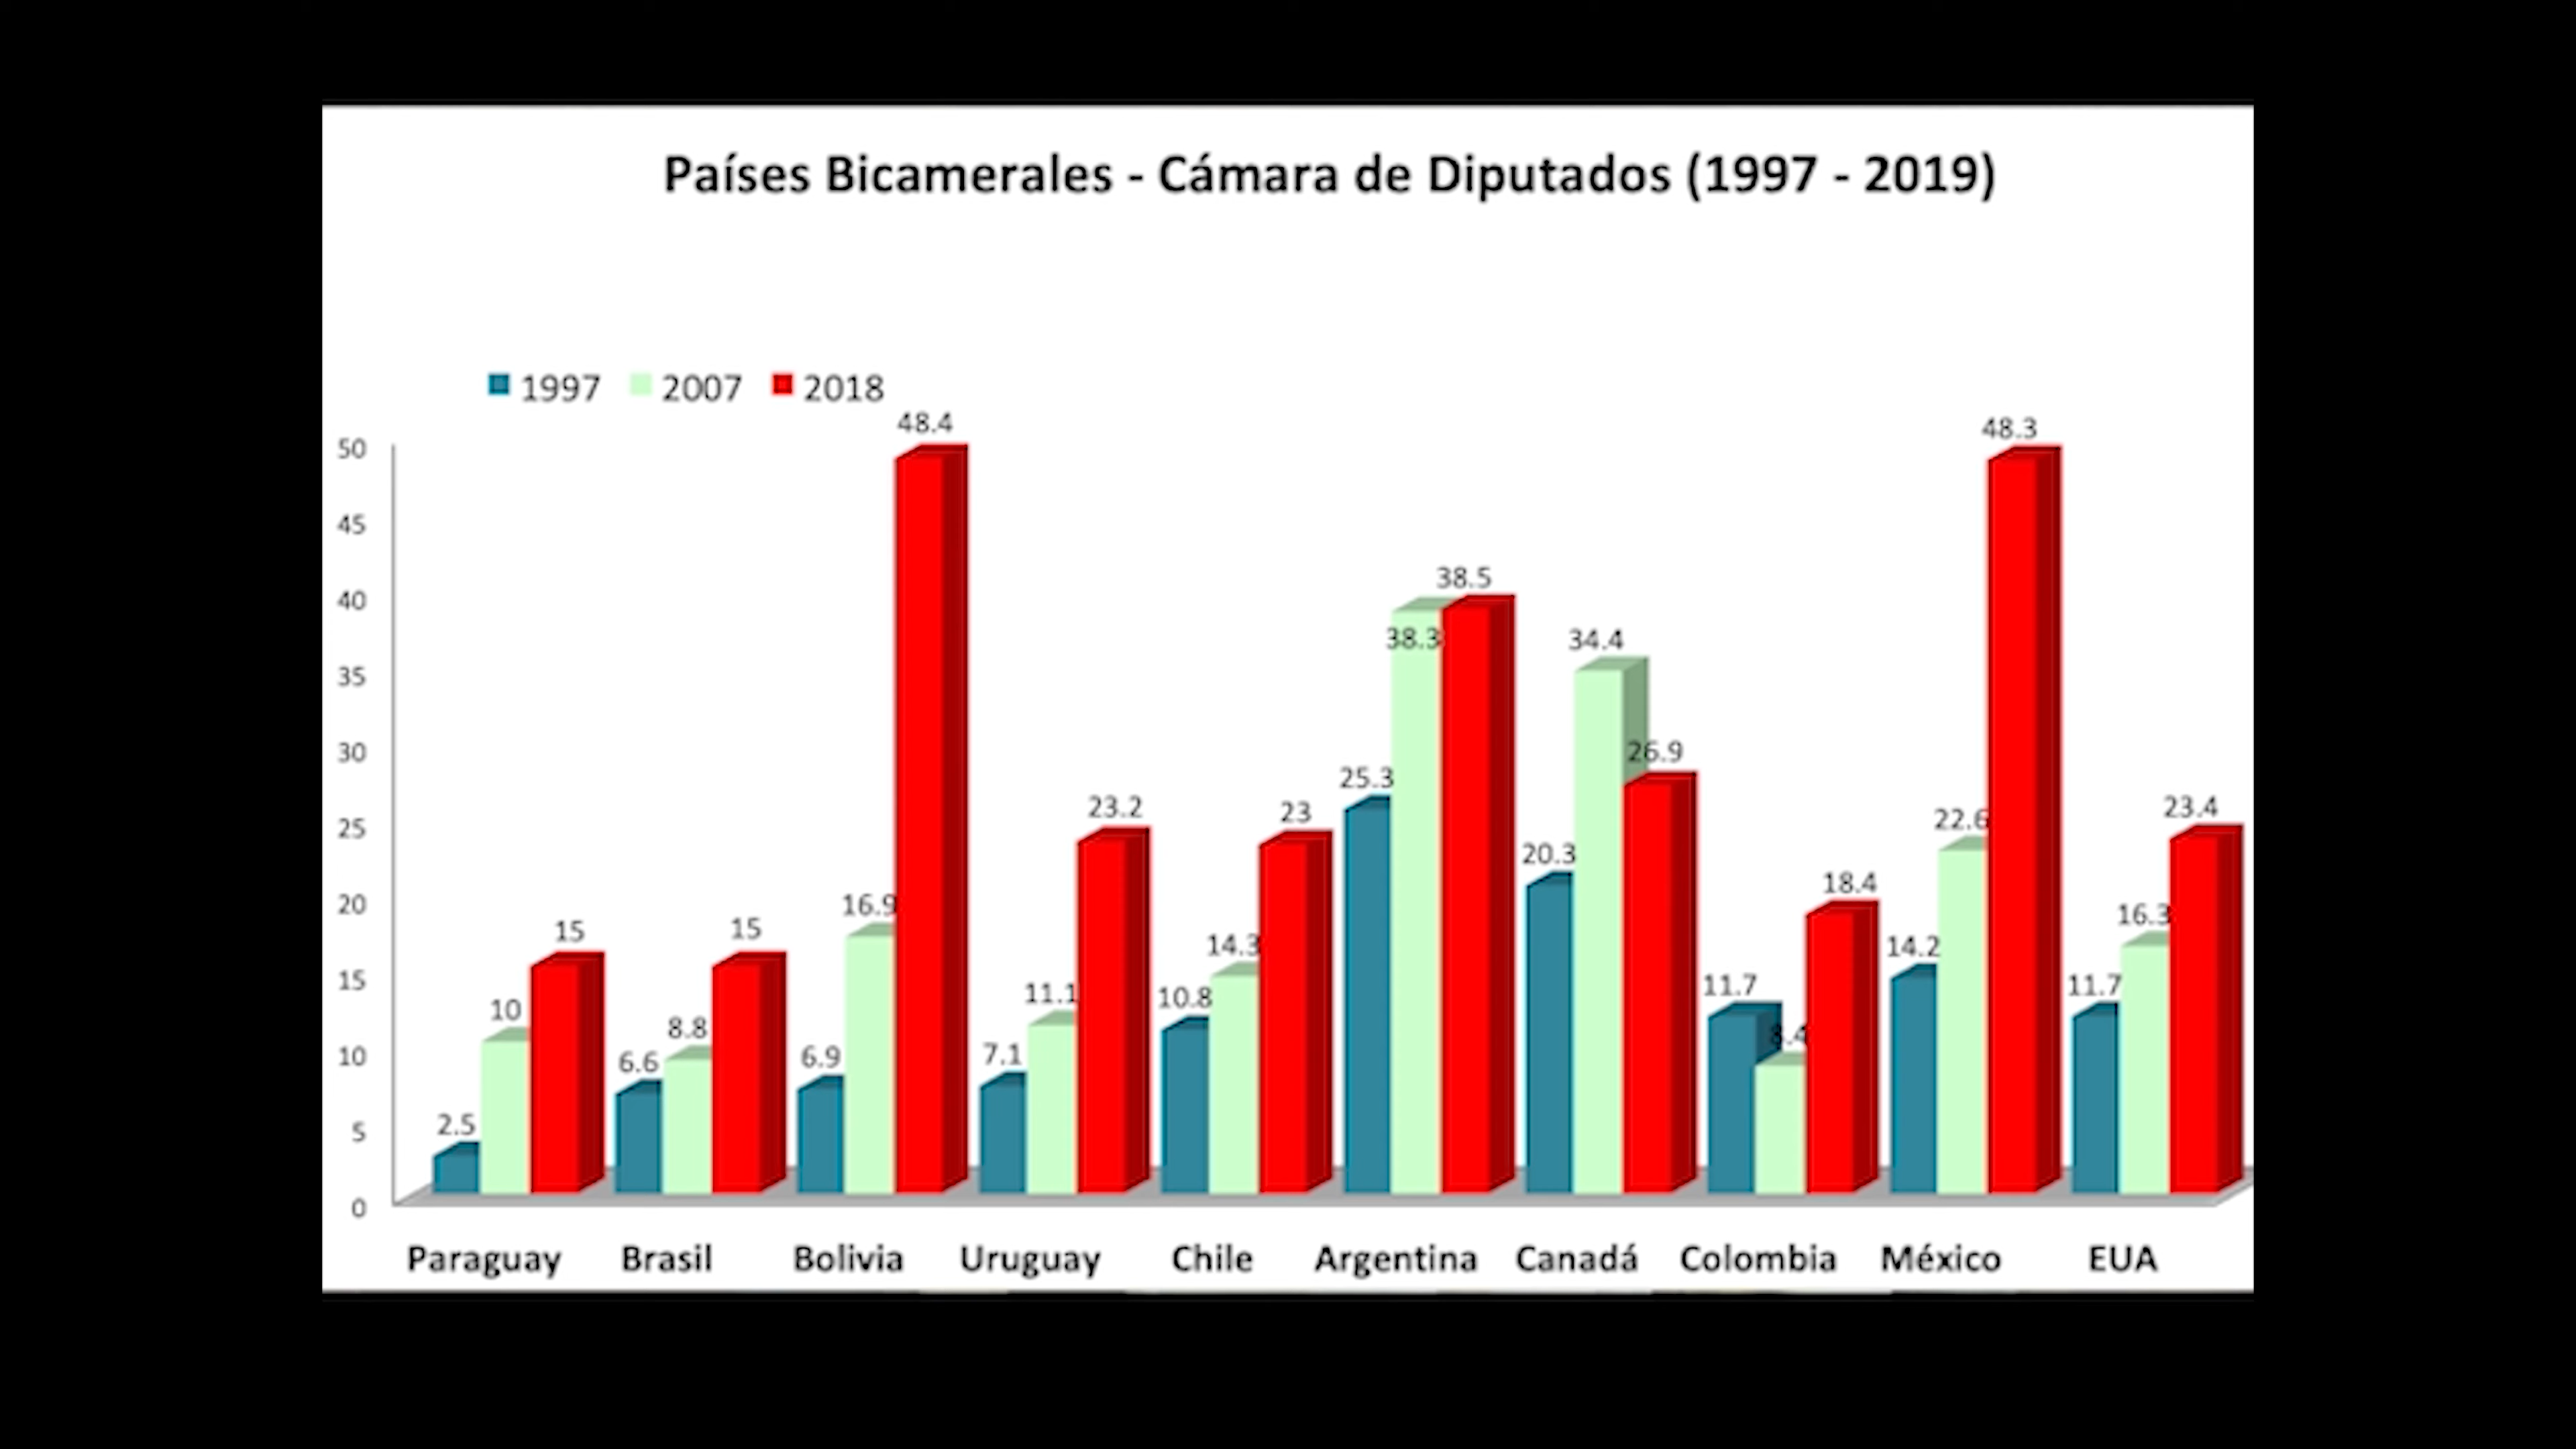 Países Bicamerales - Cámara de Diputados (1997 - 2019)
1997 2007 2018
50
45
40
35
30
25
20
15
10
5
0
2.5 10 15
6.6 8.8 15
6.9 16.9 48.4
7.1 11.1 23.2
10.8 14.3 23
25.3 38.3 38.5
20.3 34.4 26.9
11.7 8.4 18.4
14.2 22.6 48.3
11.7 16.3 23.4
Paraguay Brasil Bolivia Uruguay Chile Argentina Canadá Colombia México EUA